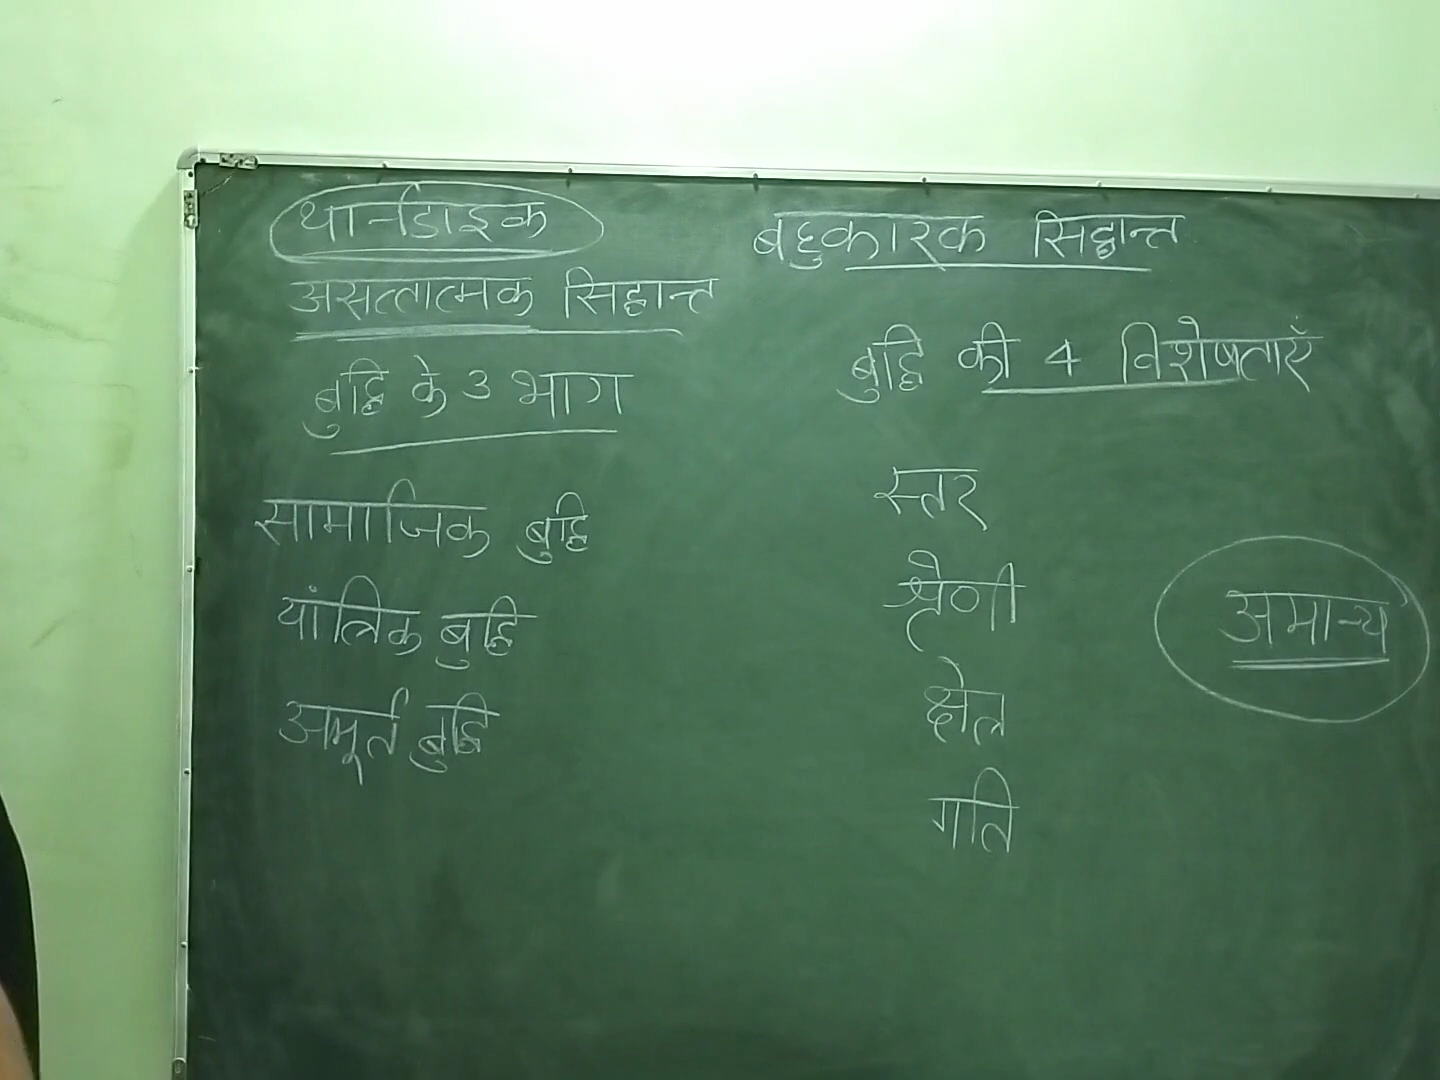 थार्नडाइक
असत्तात्मक सिद्धान्त
बुद्धि के 3 भाग
सामाजिक बुद्धि
यांत्रिक बुद्धि
अमूर्त बुद्धि
बहुकारक सिद्धान्त
बुद्धि की 4 विशेषताएँ
स्तर
श्रेणी
क्षेत्र
गति
अमान्य